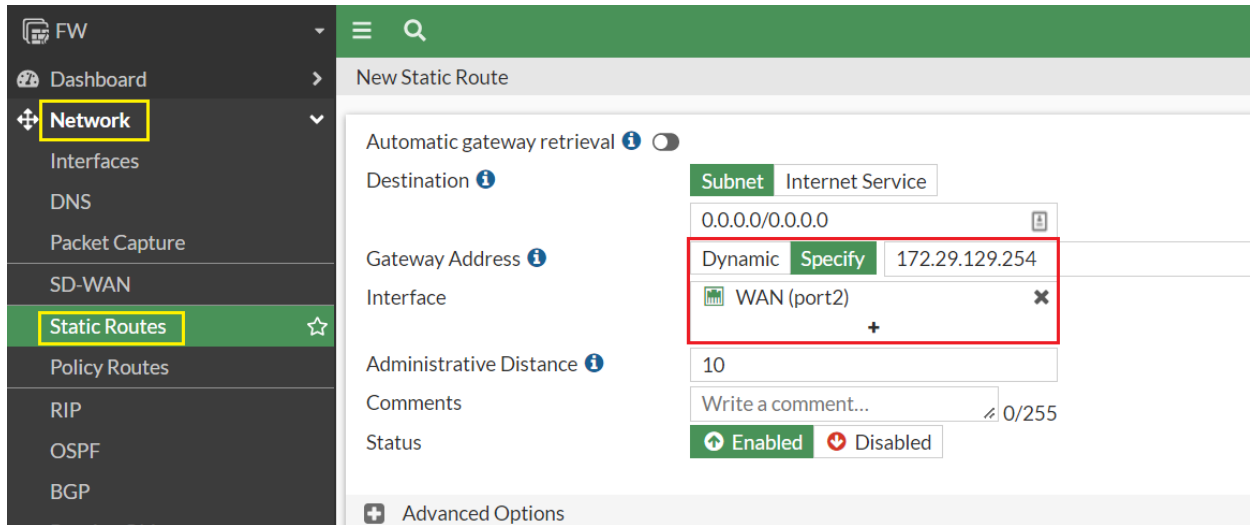 FW
Dashboard
Network
Interfaces
DNS
Packet Capture
SD-WAN
Static Routes
Policy Routes
RIP
OSPF
BGP
New Static Route
Automatic gateway retrieval
Destination Subnet Internet Service
0.0.0.0/0.0.0.0
Gateway Address Dynamic Specify 172.29.129.254
Interface WAN (port2)
+
Administrative Distance 10
Comments Write a comment... 0/255
Status Enabled Disabled
Advanced Options